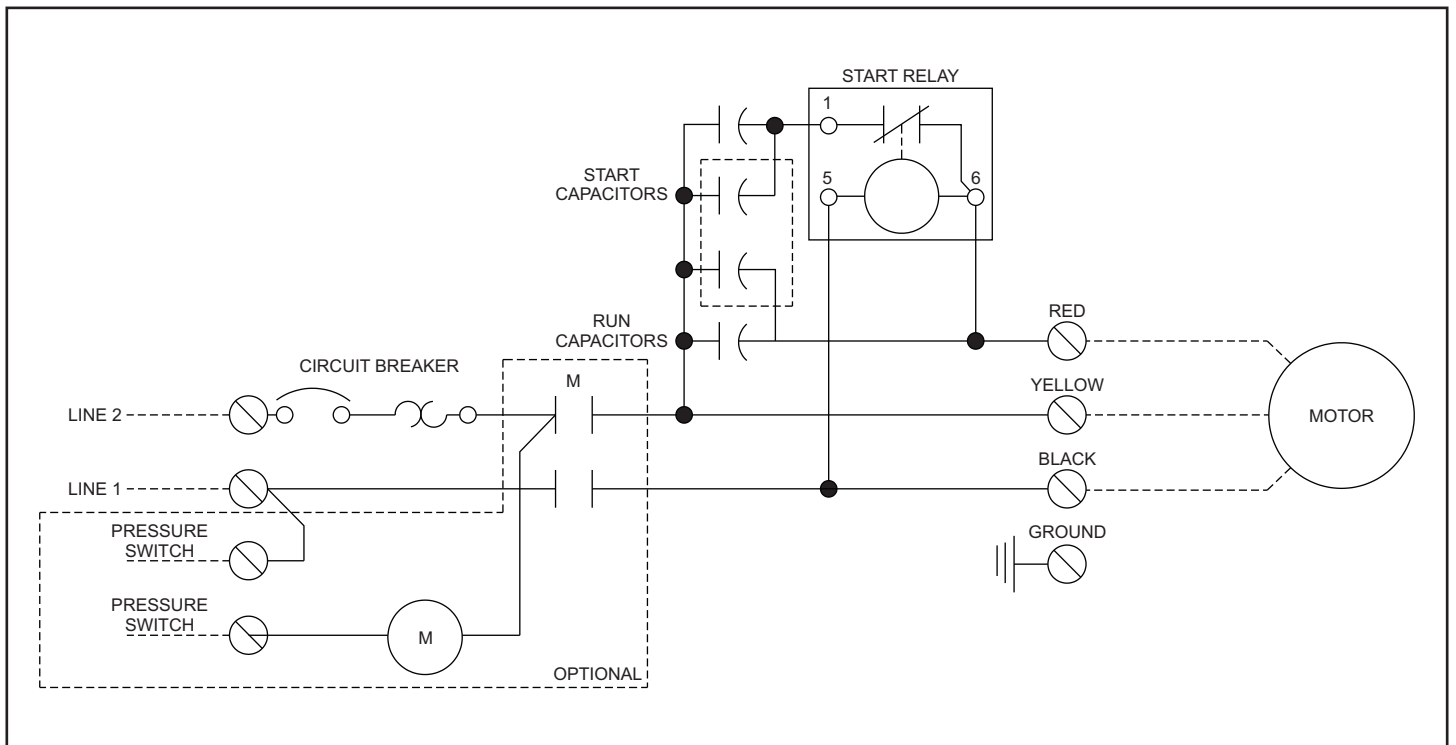 START RELAY
1
START
CAPACITORS
5
6
RUN
CAPACITORS
RED
CIRCUIT BREAKER
M
YELLOW
LINE 2
MOTOR
BLACK
LINE 1
PRESSURE
SWITCH
GROUND
PRESSURE
SWITCH
M
OPTIONAL